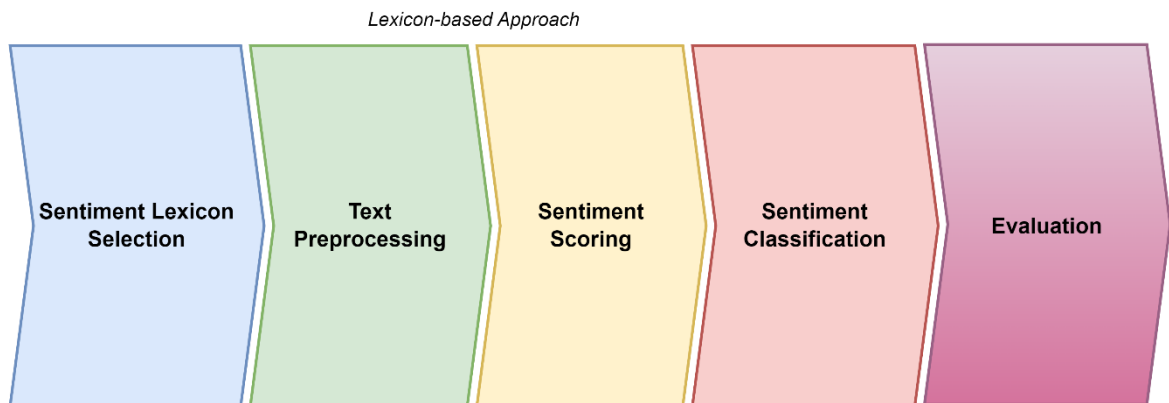 Lexicon-based Approach
Sentiment Lexicon
Selection
Text
Preprocessing
Sentiment
Scoring
Sentiment
Classification
Evaluation